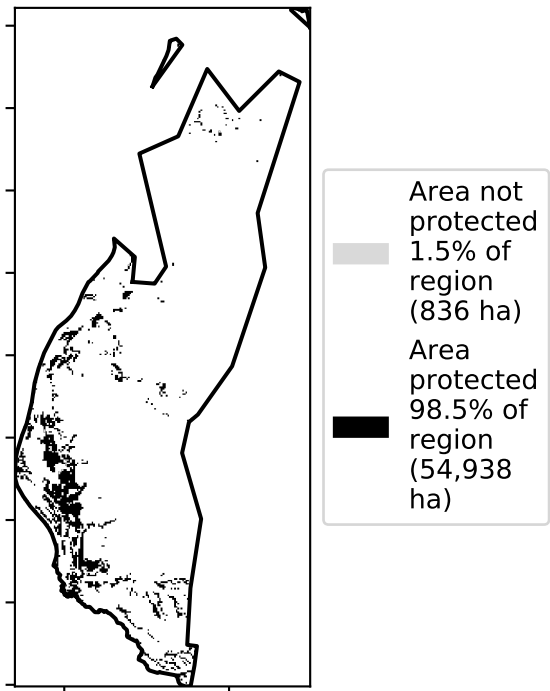 Area not
protected
1.5% of
region
(836 ha)
Area
protected
98.5% of
region
(54,938
ha)